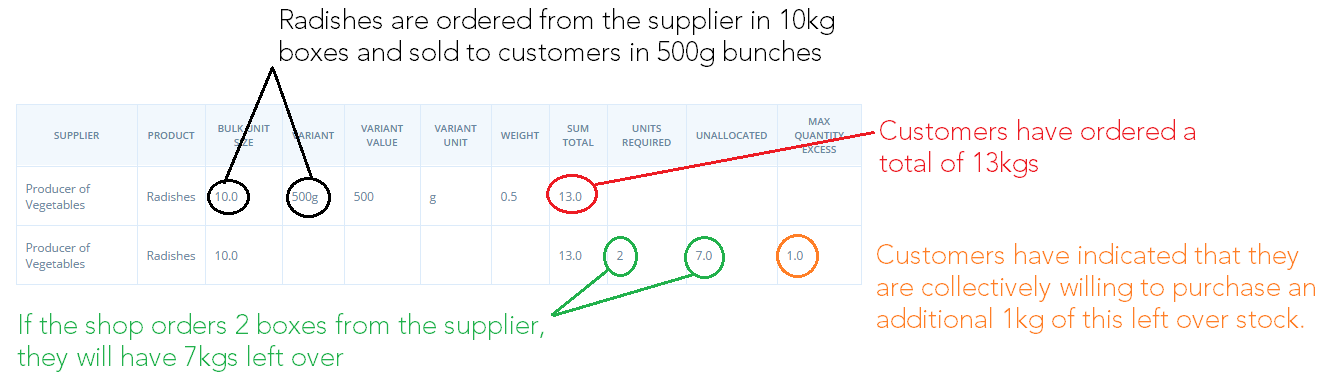 Radishes are ordered from the supplier in 10kg
boxes and sold to customers in 500g bunches
SUPPLIER PRODUCT BULK UNIT SIZE VARIANT VARIANT VALUE VARIANT UNIT WEIGHT SUM TOTAL UNITS REQUIRED UNALLOCATED MAX QUANTITY EXCESS
Producer of Vegetables Radishes 10.0 500g 500 g 0.5 13.0
Producer of Vegetables Radishes 10.0 13.0 2 7.0 1.0
Customers have ordered a
total of 13kgs
Customers have indicated that they
are collectively willing to purchase an
additional 1kg of this left over stock.
If the shop orders 2 boxes from the supplier,
they will have 7kgs left over